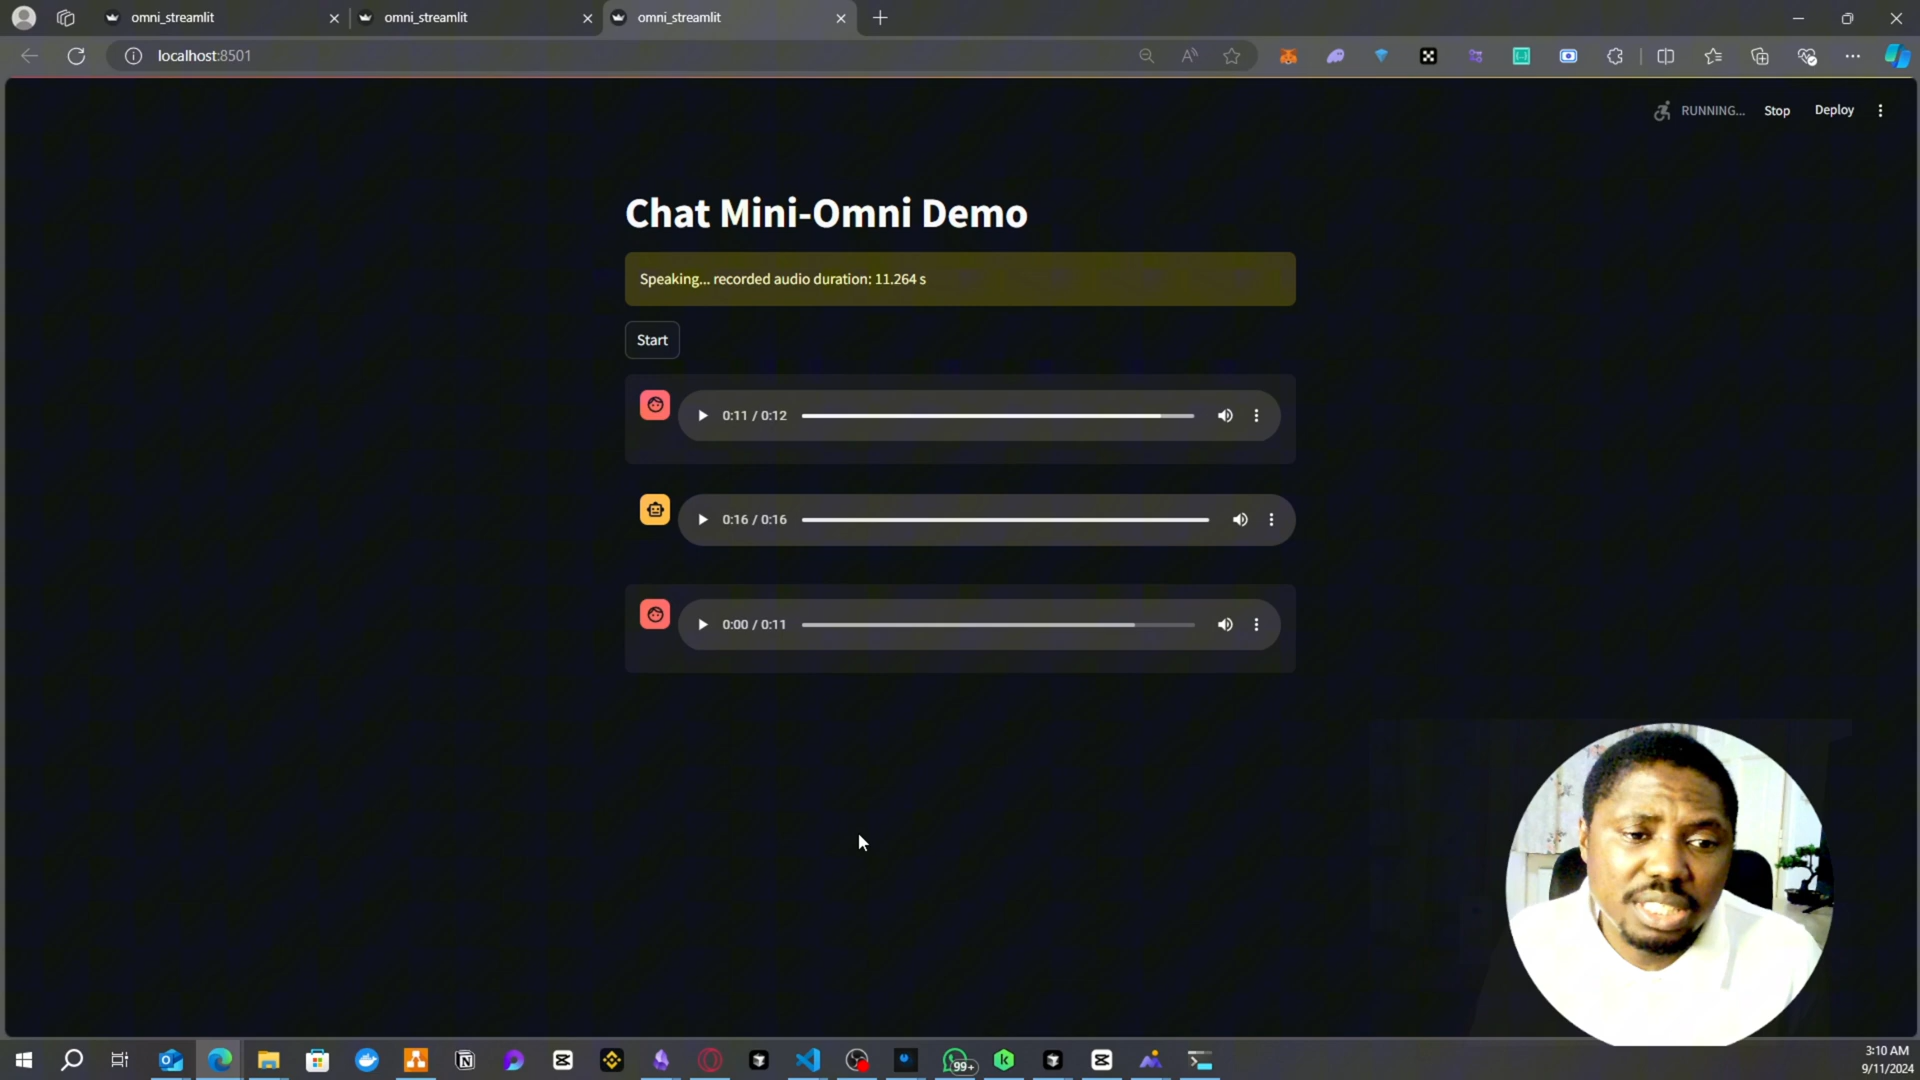 omni_streamlit
omni_streamlit
omni_streamlit
localhost:8501
RUNNING...
Stop
Deploy
Chat Mini-Omni Demo
Speaking... recorded audio duration: 11.264 s
Start
0:11 / 0:12
0:16 / 0:16
0:00 / 0:11
99+
3:10 AM
9/11/2024